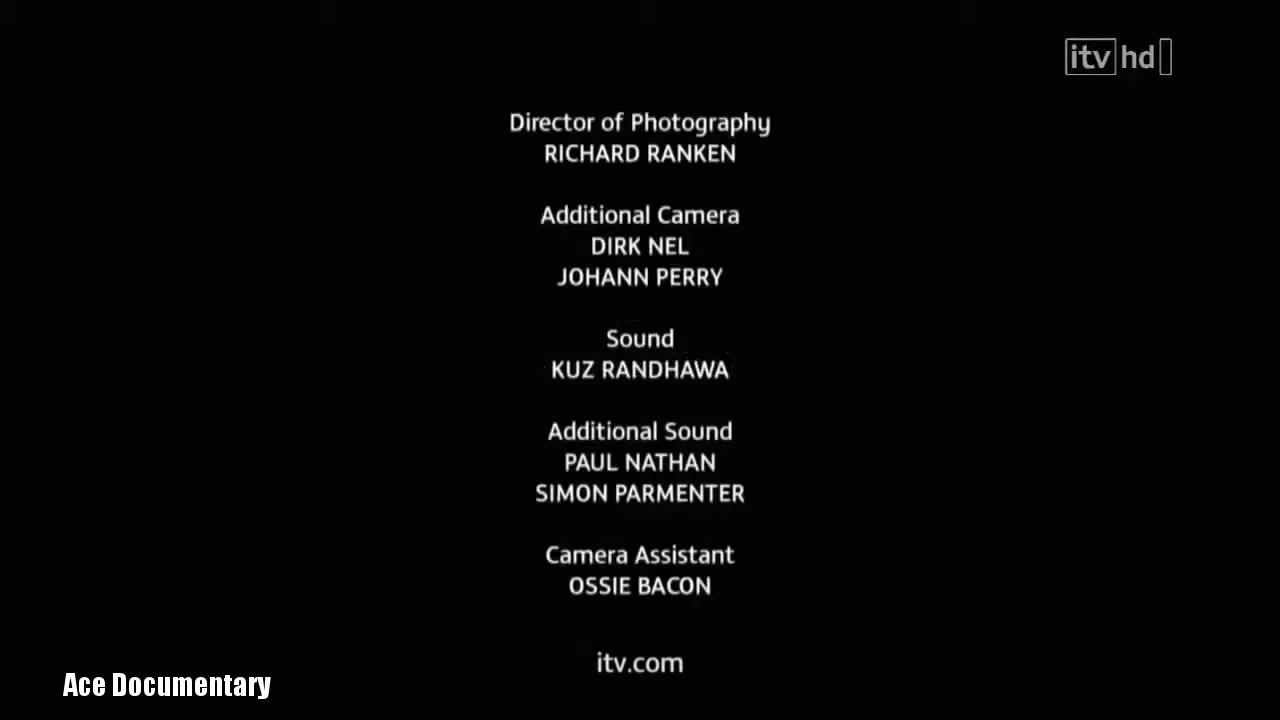 itv hd
Director of Photography
RICHARD RANKEN
Additional Camera
DIRK NEL
JOHANN PERRY
Sound
KUZ RANDHAWA
Additional Sound
PAUL NATHAN
SIMON PARMENTER
Camera Assistant
OSSIE BACON
itv.com
Ace Documentary